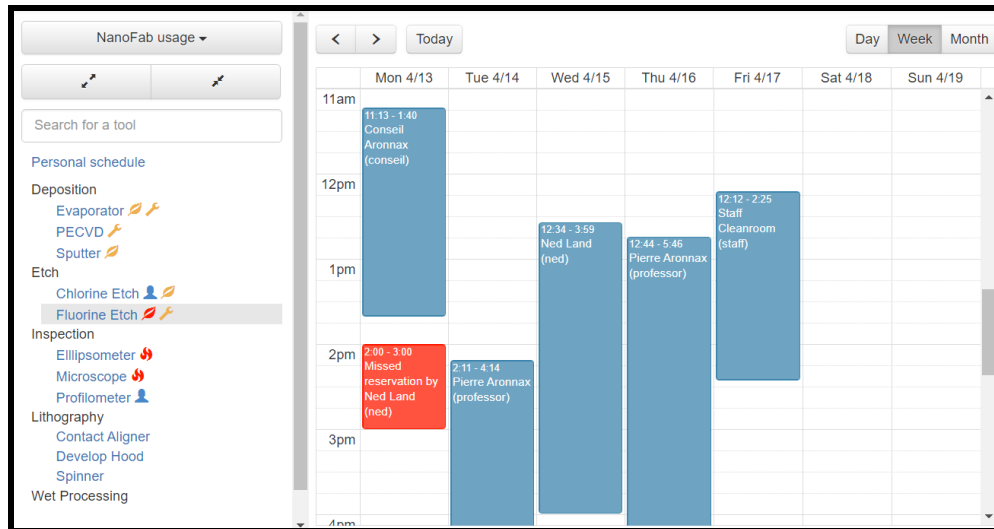 NanoFab usage
Search for a tool
Personal schedule
Deposition
Evaporator
PECVD
Sputter
Etch
Chlorine Etch
Fluorine Etch
Inspection
Elllipsometer
Microscope
Profilometer
Lithography
Contact Aligner
Develop Hood
Spinner
Wet Processing
< > Today
Day Week Month
Mon 4/13 Tue 4/14 Wed 4/15 Thu 4/16 Fri 4/17 Sat 4/18 Sun 4/19
11am
12pm
1pm
2pm
3pm
4pm
11:13 - 1:40
Conseil
Aronnax
(conseil)
2:00 - 3:00
Missed
reservation by
Ned Land
(ned)
2:11 - 4:14
Pierre Aronnax
(professor)
12:34 - 3:59
Ned Land
(ned)
12:44 - 5:46
Pierre Aronnax
(professor)
12:12 - 2:25
Staff
Cleanroom
(staff)